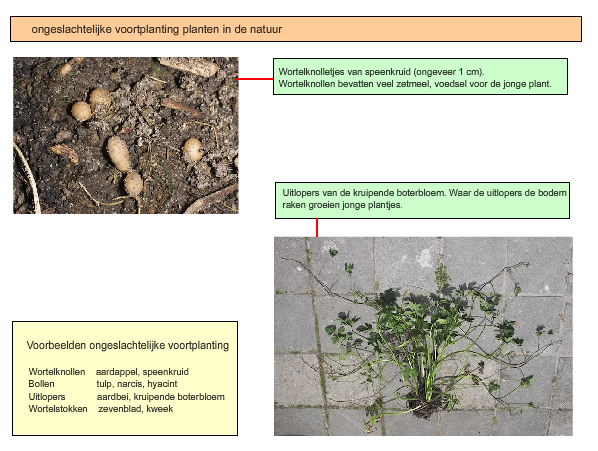 ongeslachtelijke voortplanting planten in de natuur
Wortelknolletjes van speenkruid (ongeveer 1 cm).
Wortelknollen bevatten veel zetmeel, voedsel voor de jonge plant.
Uitlopers van de kruipende boterbloem. Waar de uitlopers de bodem
raken groeien jonge plantjes.
Voorbeelden ongeslachtelijke voortplanting
Wortelknollen aardappel, speenkruid
Bollen tulp, narcis, hyacint
Uitlopers aardbei, kruipende boterbloem
Wortelstokken zevenblad, kweek